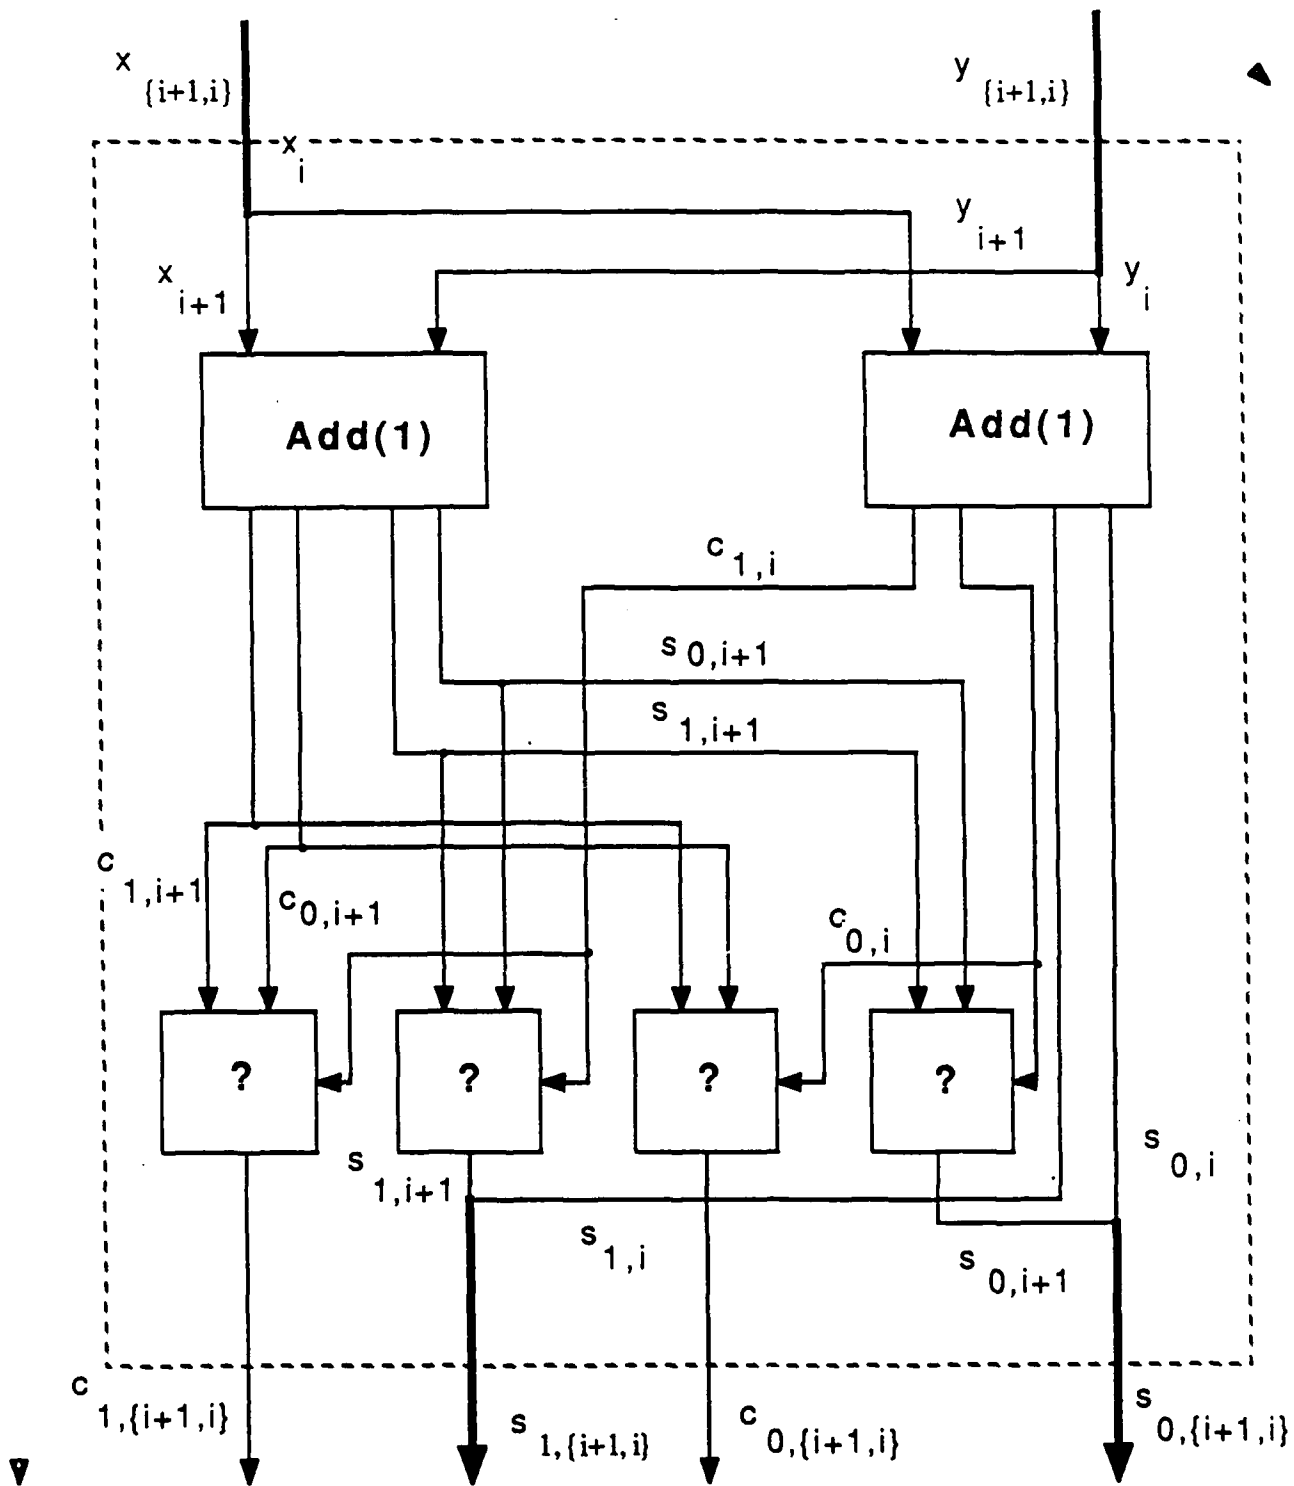 x {i+1,i}
y {i+1,i}
x i
y i+1
x i+1
y i
Add(1)
Add(1)
c 1,i
s 0,i+1
s 1,i+1
c 1,i+1
c 0,i+1
c 0,i
?
?
?
?
s 1,i+1
s 0,i
s 1,i
s 0,i+1
c 1,{i+1,i}
s 1,{i+1,i}
c 0,{i+1,i}
s 0,{i+1,i}